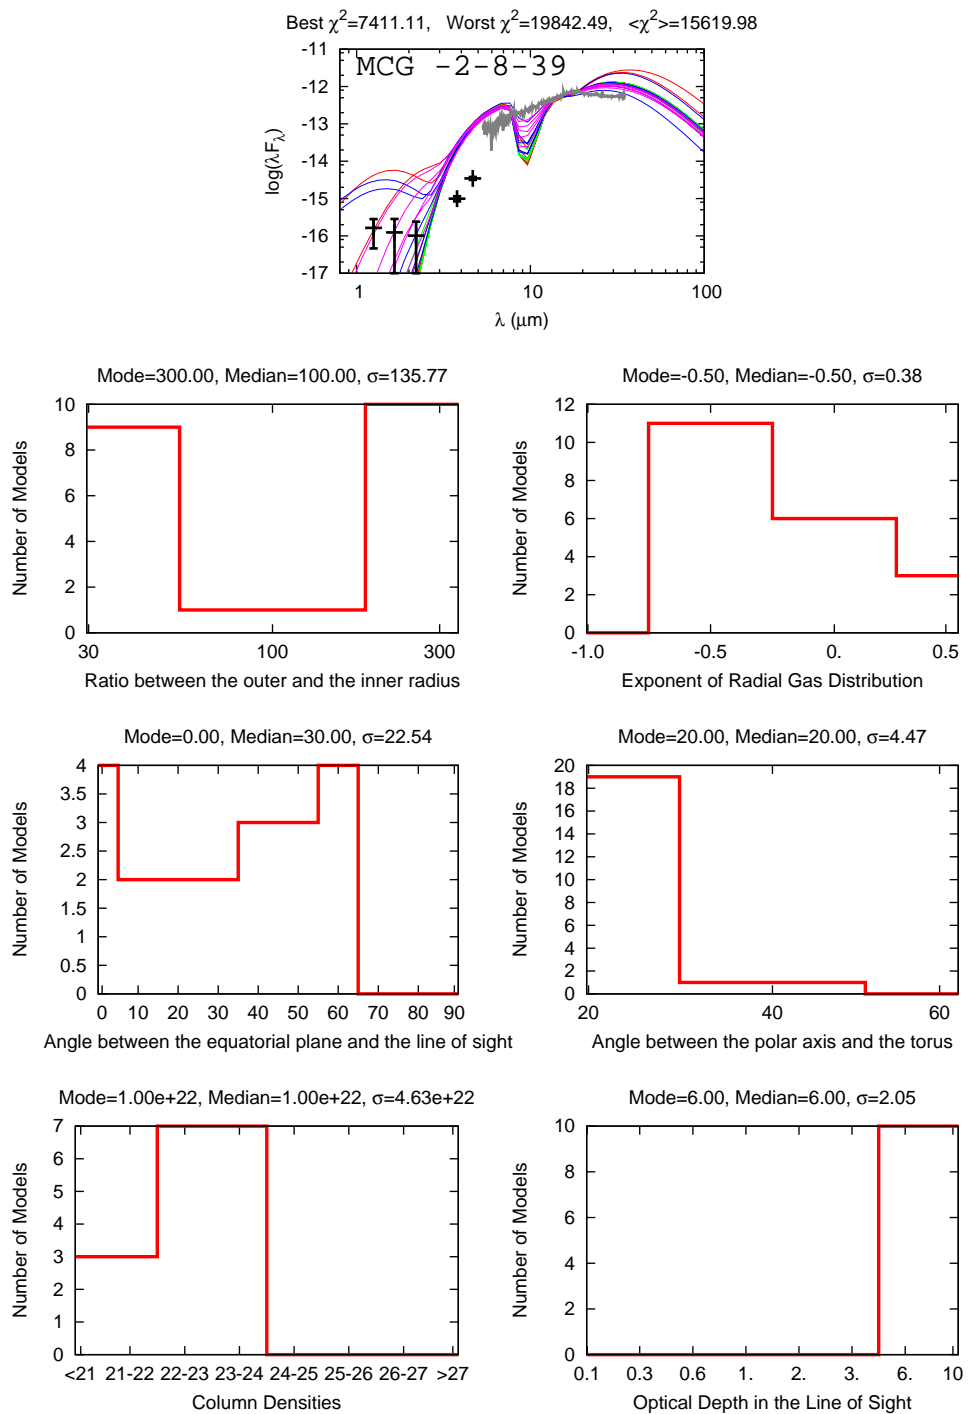 Best χ²=7411.11, Worst χ²=19842.49, <χ²>=15619.98
MCG -2-8-39
log(λFλ)
-11
-12
-13
-14
-15
-16
-17
1 10 100
λ (μm)
Mode=300.00, Median=100.00, σ=135.77
Number of Models
10
8
6
4
2
0
30 100 300
Ratio between the outer and the inner radius
Mode=-0.50, Median=-0.50, σ=0.38
Number of Models
12
10
8
6
4
2
0
-1.0 -0.5 0. 0.5
Exponent of Radial Gas Distribution
Mode=0.00, Median=30.00, σ=22.54
Number of Models
4
3.5
3
2.5
2
1.5
1
0.5
0
0 10 20 30 40 50 60 70 80 90
Angle between the equatorial plane and the line of sight
Mode=20.00, Median=20.00, σ=4.47
Number of Models
20
18
16
14
12
10
8
6
4
2
0
20 40 60
Angle between the polar axis and the torus
Mode=1.00e+22, Median=1.00e+22, σ=4.63e+22
Number of Models
7
6
5
4
3
2
1
0
<21 21-22 22-23 23-24 24-25 25-26 26-27 >27
Column Densities
Mode=6.00, Median=6.00, σ=2.05
Number of Models
10
8
6
4
2
0
0.1 0.3 0.6 1. 2. 3. 6. 10
Optical Depth in the Line of Sight